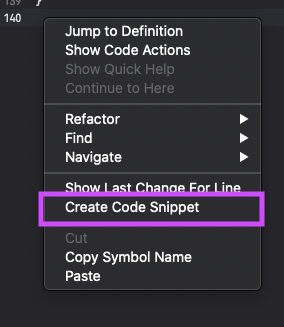 139 }
140
Jump to Definition
Show Code Actions
Show Quick Help
Continue to Here
Refactor
Find
Navigate
Show Last Change For Line
Create Code Snippet
Cut
Copy Symbol Name
Paste